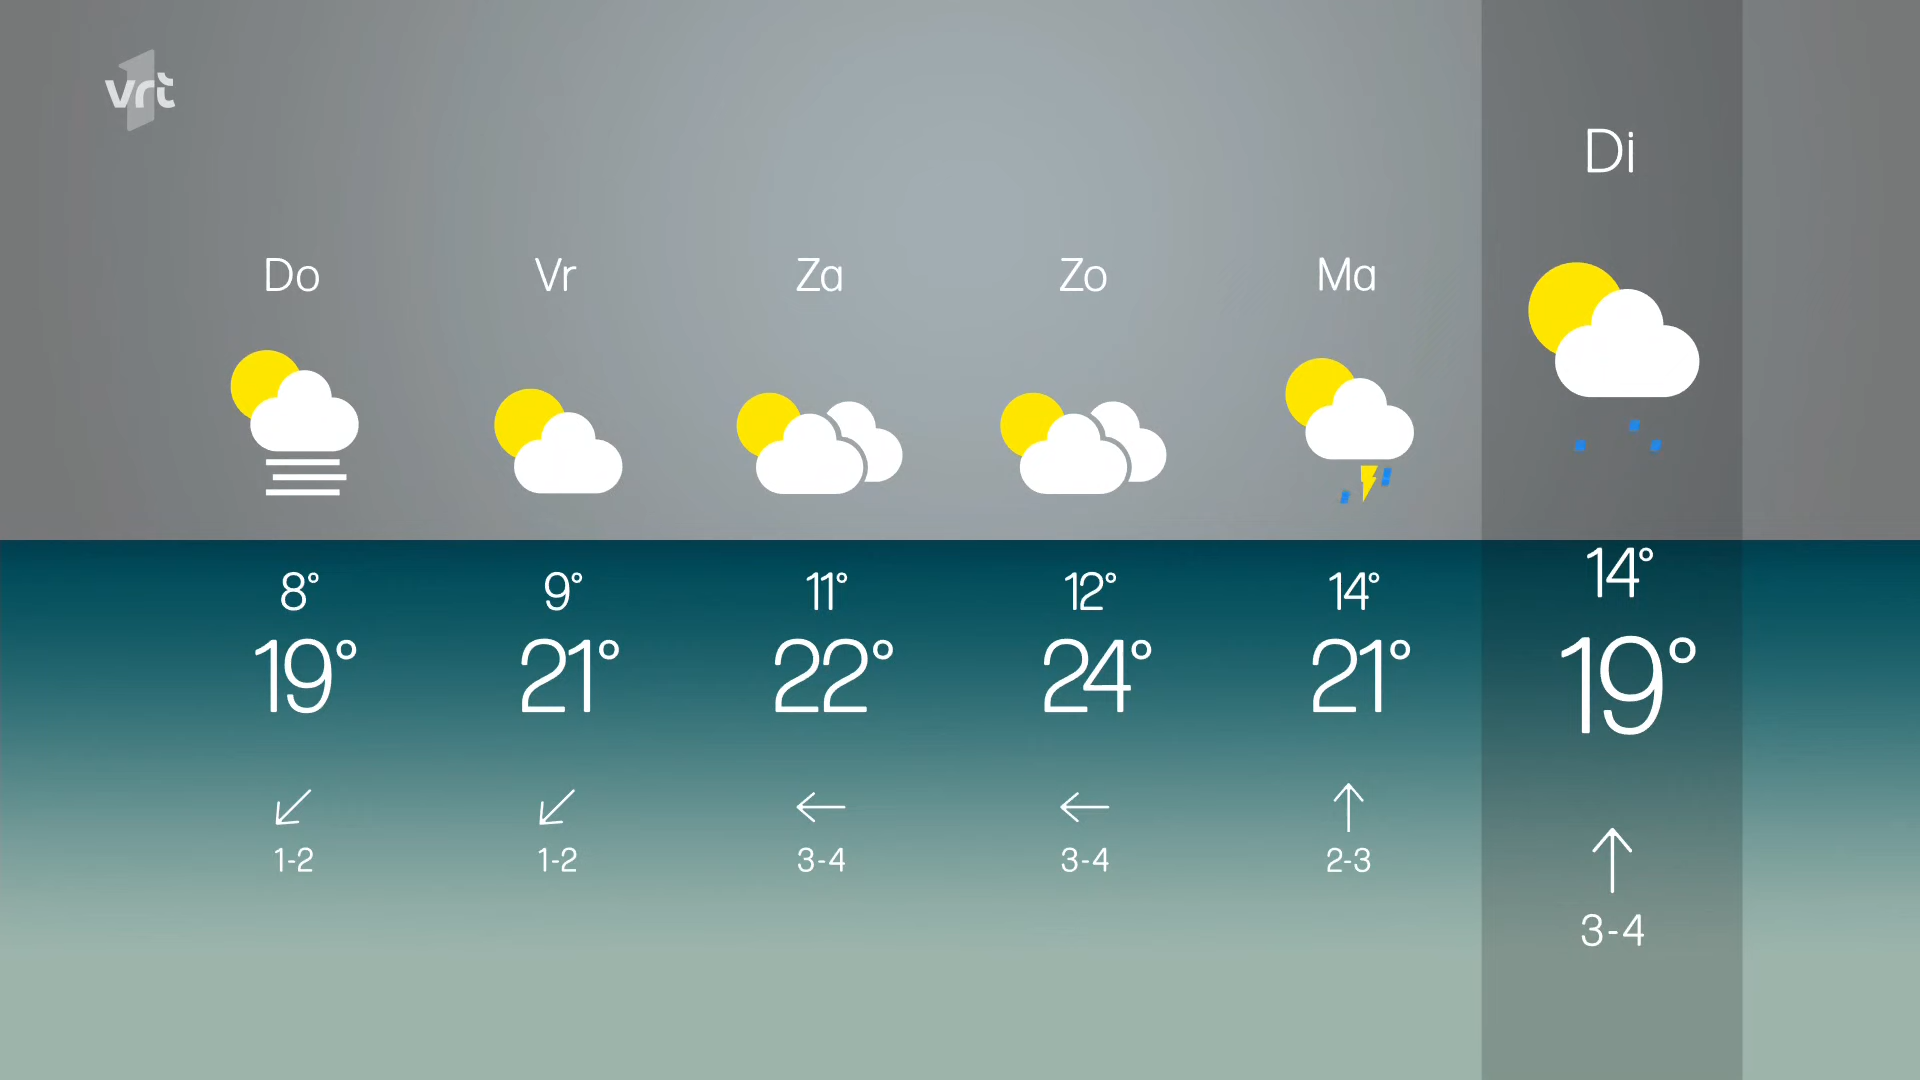 vrt 1
Do Vr Za Zo Ma Di
8° 9° 11° 12° 14° 14°
19° 21° 22° 24° 21° 19°
1-2 1-2 3-4 3-4 2-3 3-4